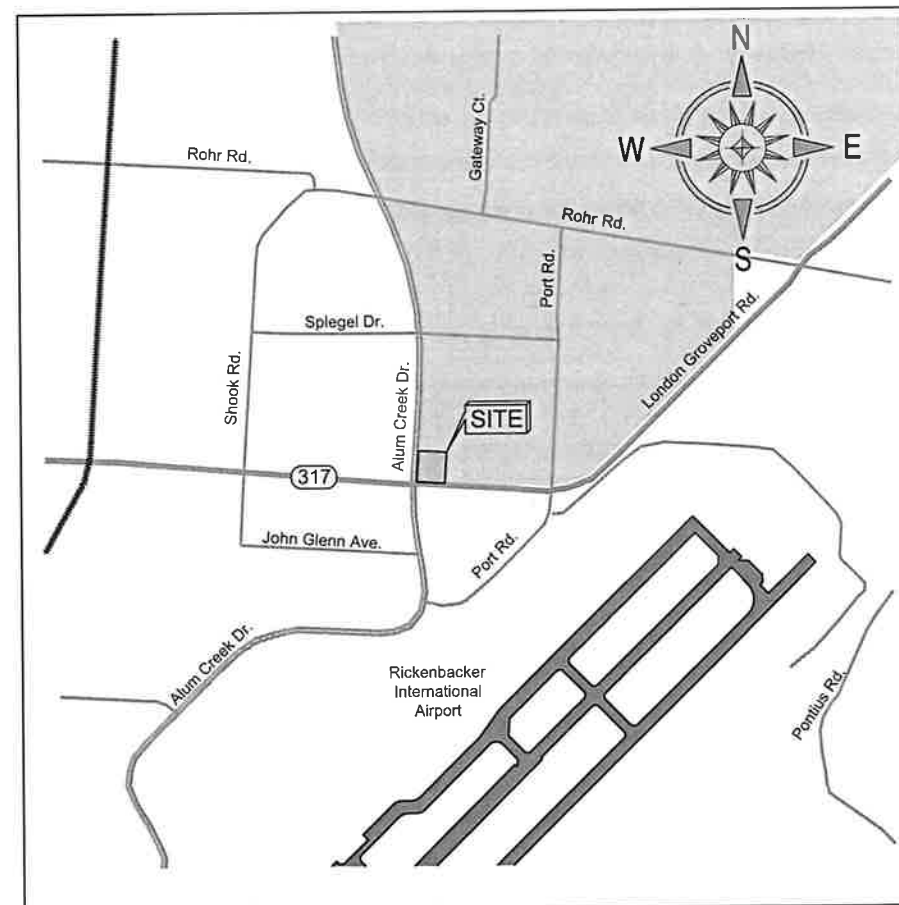 N
Gateway Ct.
W
E
Rohr Rd.
Rohr Rd.
S
Port Rd.
Splegel Dr.
London Groveport Rd.
Shook Rd.
Alum Creek Dr.
SITE
317
John Glenn Ave.
Port Rd.
Alum Creek Dr.
Rickenbacker
International
Airport
Pontius Rd.